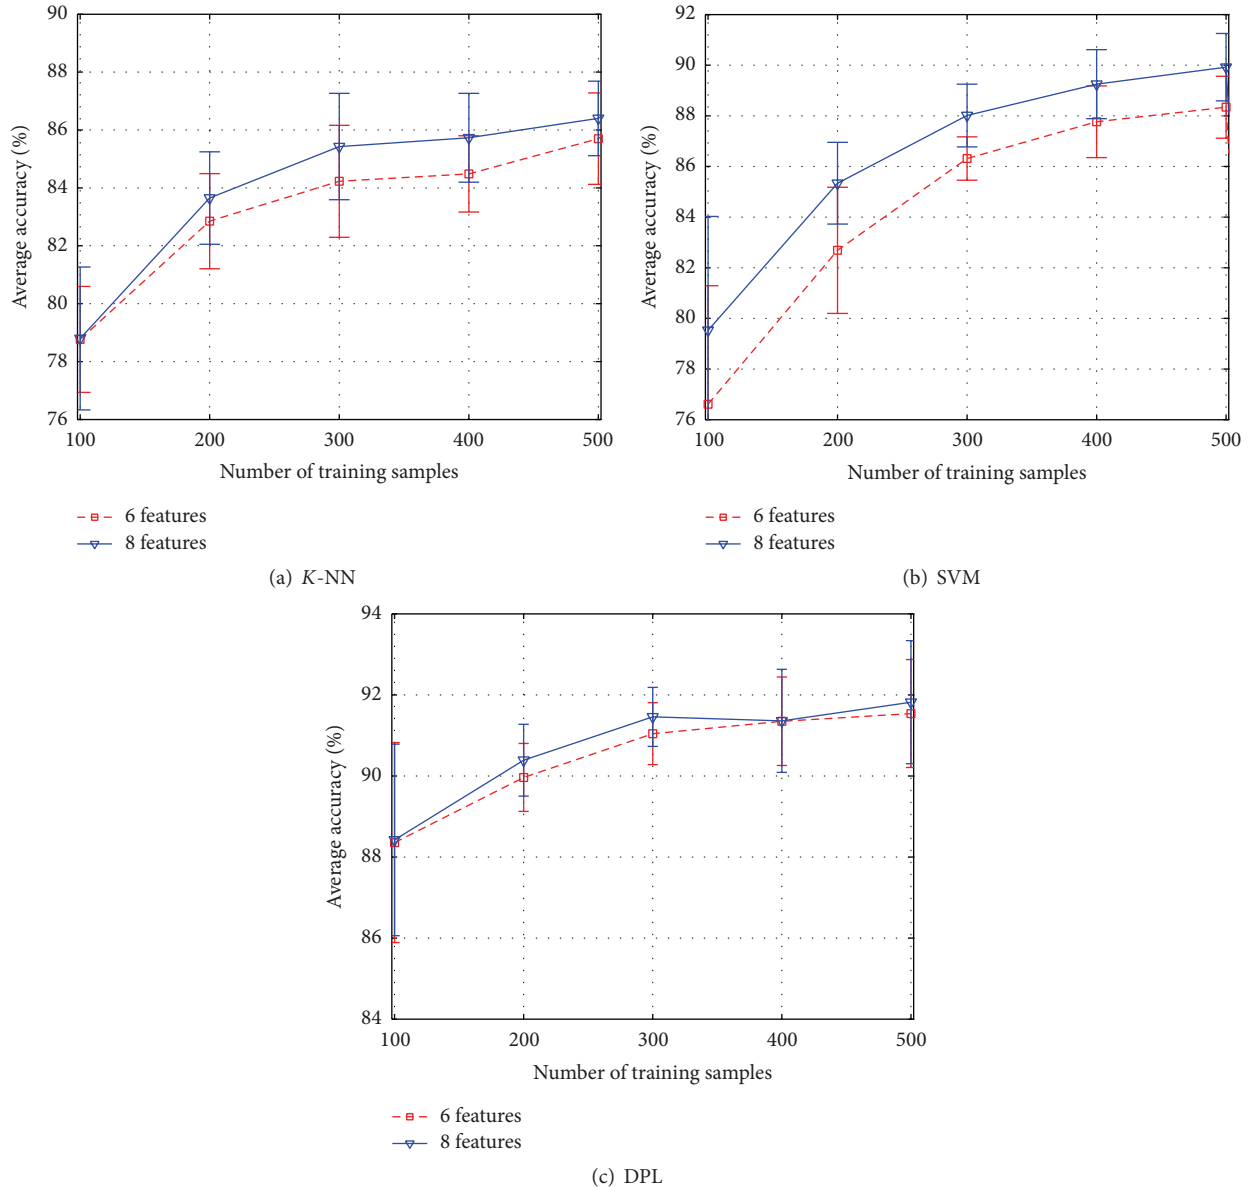 90
88
86
84
82
80
78
76
Average accuracy (%)
100 200 300 400 500
Number of training samples
6 features
8 features
(a) K-NN
92
90
88
86
84
82
80
78
76
Average accuracy (%)
100 200 300 400 500
Number of training samples
6 features
8 features
(b) SVM
94
92
90
88
86
84
Average accuracy (%)
100 200 300 400 500
Number of training samples
6 features
8 features
(c) DPL